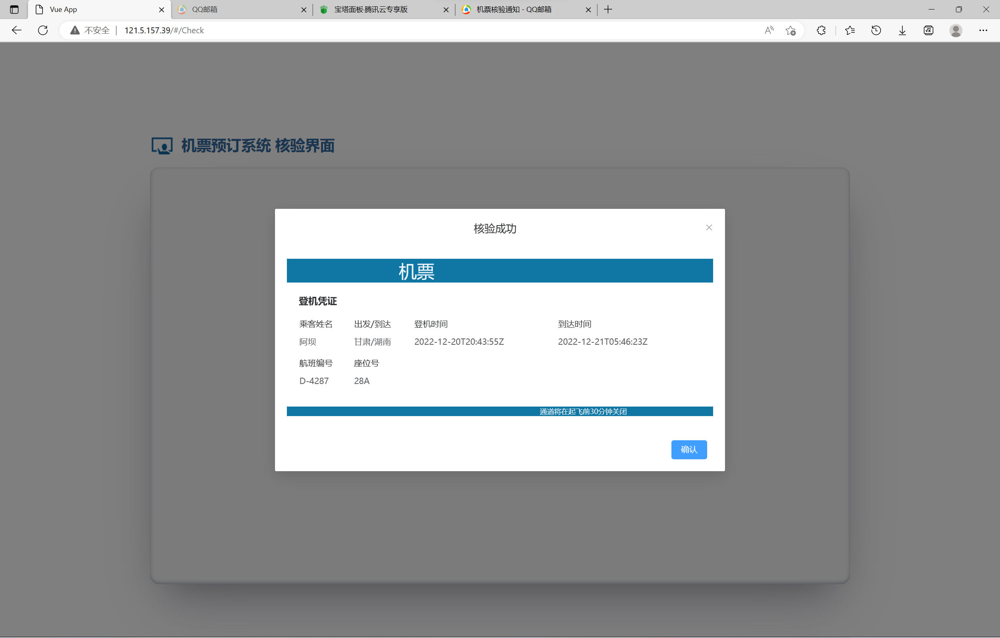 Vue App
QQ邮箱
宝塔面板·腾讯云专享版
机票核验通知 - QQ邮箱
不安全
121.5.157.39/#/Check
机票预订系统 核验界面
核验成功
机票
登机凭证
乘客姓名 出发/到达 登机时间 到达时间
阿坝 甘肃/湖南 2022-12-20T20:43:55Z 2022-12-21T05:46:23Z
航班编号 座位号
D-4287 28A
通道将在起飞前30分钟关闭
确认